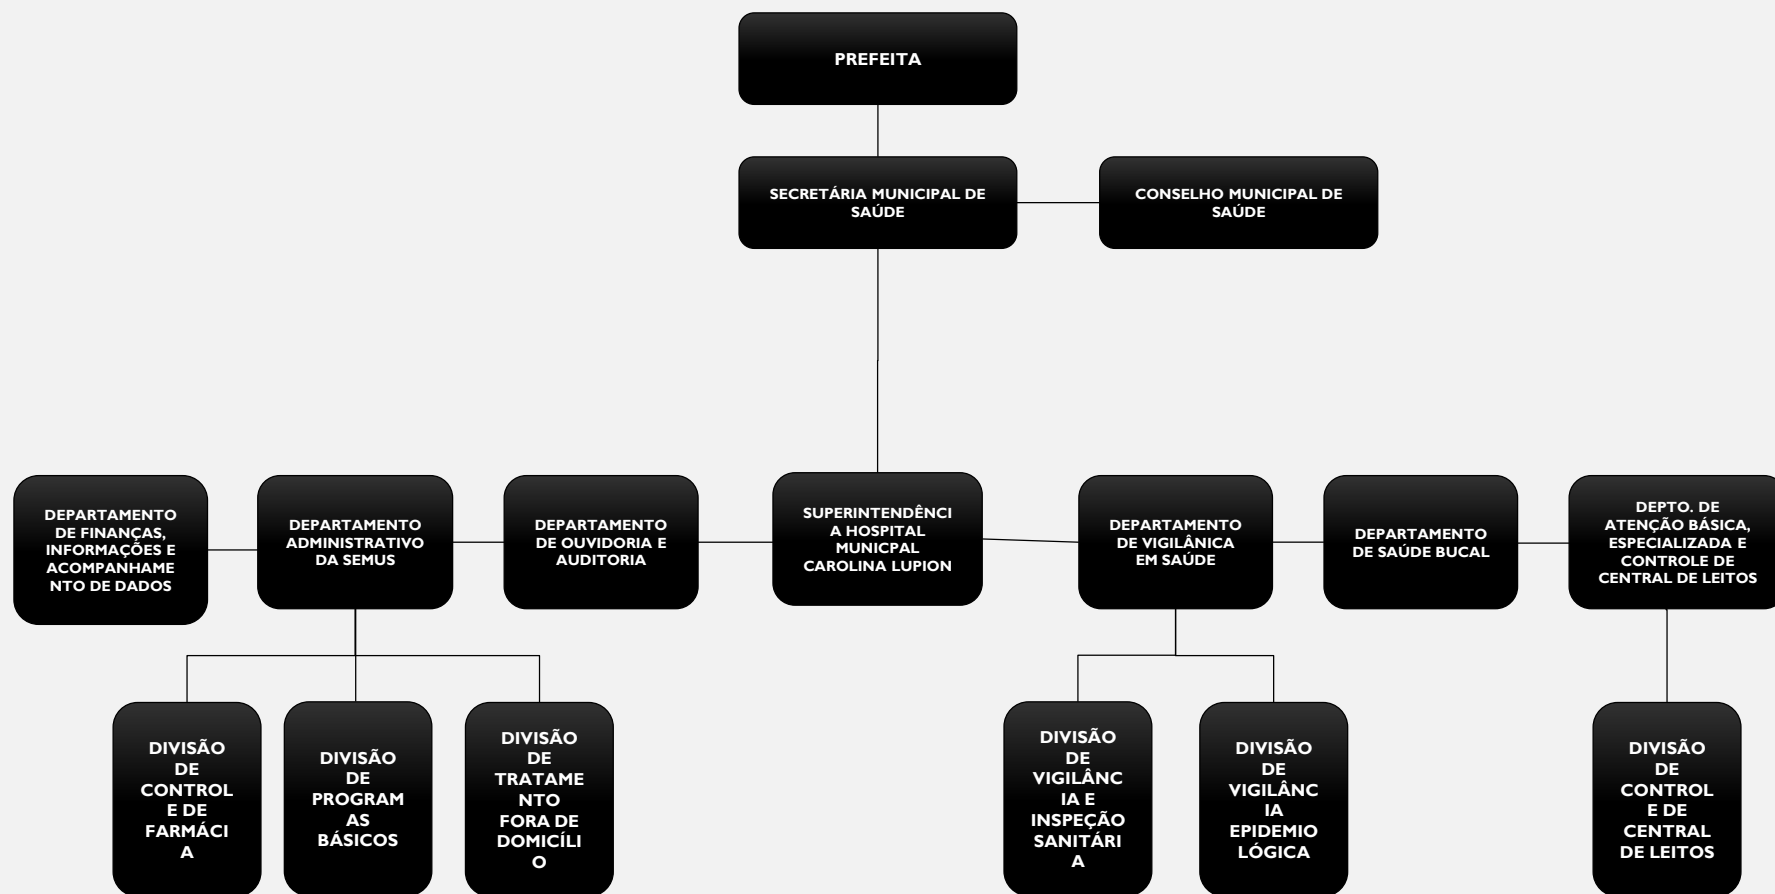 PREFEITA
SECRETÁRIA MUNICIPAL DE
SAÚDE
CONSELHO MUNICIPAL DE
SAÚDE
DEPARTAMENTO
DE FINANÇAS,
INFORMAÇÕES E
ACOMPANHAME
NTO DE DADOS
DEPARTAMENTO
ADMINISTRATIVO
DA SEMUS
DEPARTAMENTO
DE OUVIDORIA E
AUDITORIA
SUPERINTENDÊNCI
A HOSPITAL
MUNICPAL
CAROLINA LUPION
DEPARTAMENTO
DE VIGILÂNICA
EM SAÚDE
DEPARTAMENTO
DE SAÚDE BUCAL
DEPTO. DE
ATENÇÃO BÁSICA,
ESPECIALIZADA E
CONTROLE DE
CENTRAL DE LEITOS
DIVISÃO
DE
CONTROL
E DE
FARMÁCI
A
DIVISÃO
DE
PROGRAM
AS
BÁSICOS
DIVISÃO
DE
TRATAME
NTO
FORA DE
DOMICÍLI
O
DIVISÃO
DE
VIGILÂNC
IA E
INSPEÇÃO
SANITÁRI
A
DIVISÃO
DE
VIGILÂNC
IA
EPIDEMIO
LÓGICA
DIVISÃO
DE
CONTROL
E DE
CENTRAL
DE LEITOS